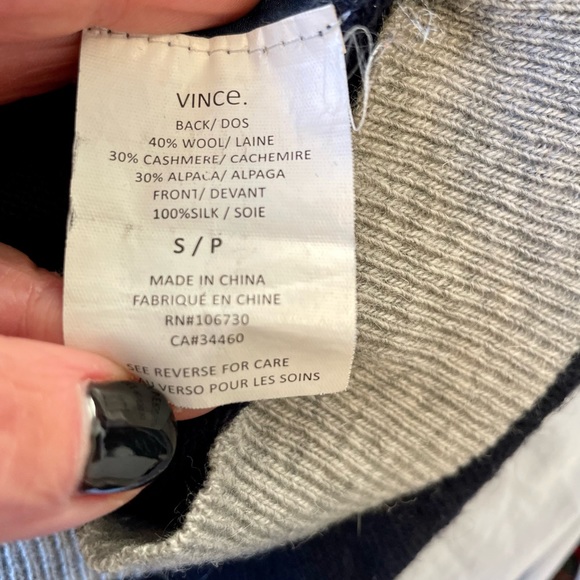 VINCe.
BACK/ DOS
40% WOOL/ LAINE
30% CASHMERE/ CACHEMIRE
30% ALPACA/ ALPAGA
FRONT/ DEVANT
100%SILK / SOIE
S / P
MADE IN CHINA
FABRIQUÉ EN CHINE
RN#106730
CA#34460
SEE REVERSE FOR CARE
VERSO POUR LES SOINS